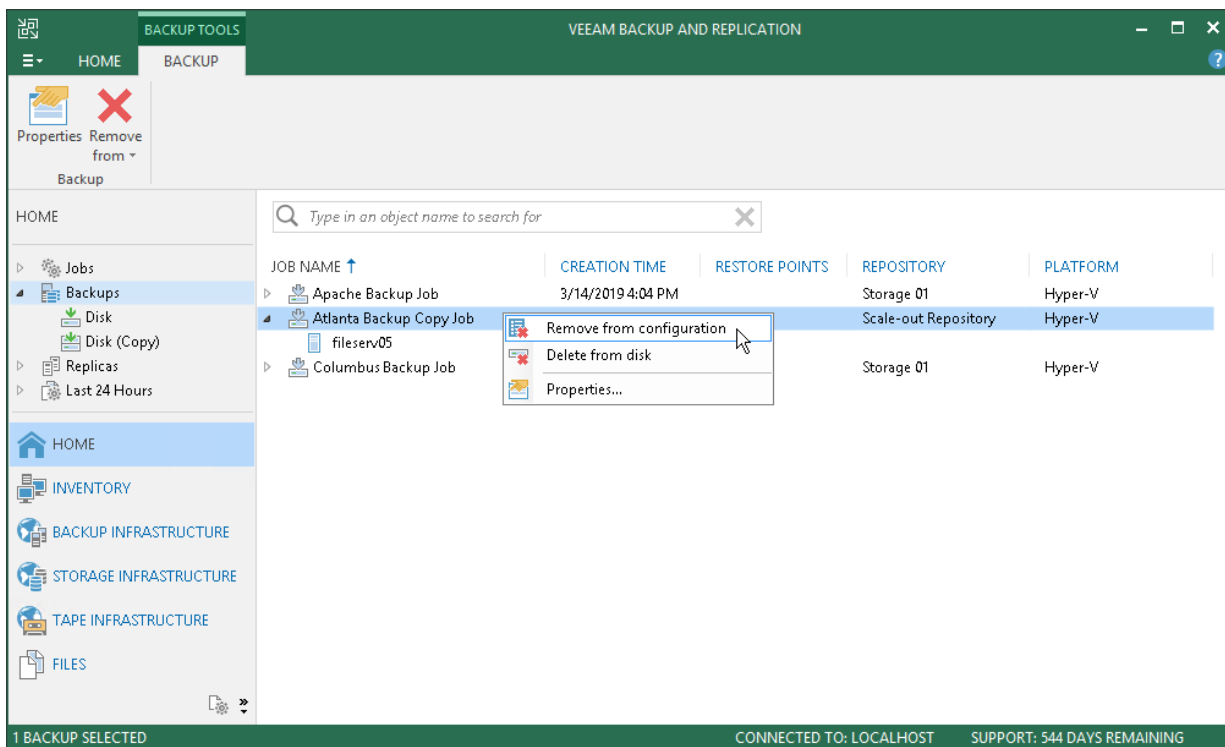 BACKUP TOOLS
VEEAM BACKUP AND REPLICATION
HOME
BACKUP
Properties
Remove
from
Backup
HOME
Jobs
Backups
Disk
Disk (Copy)
Replicas
Last 24 Hours
HOME
INVENTORY
BACKUP INFRASTRUCTURE
STORAGE INFRASTRUCTURE
TAPE INFRASTRUCTURE
FILES
Type in an object name to search for
JOB NAME CREATION TIME RESTORE POINTS REPOSITORY PLATFORM
Apache Backup Job 3/14/2019 4:04 PM Storage 01 Hyper-V
Atlanta Backup Copy Job Scale-out Repository Hyper-V
fileserv05
Columbus Backup Job Storage 01 Hyper-V
Remove from configuration
Delete from disk
Properties...
1 BACKUP SELECTED CONNECTED TO: LOCALHOST SUPPORT: 544 DAYS REMAINING